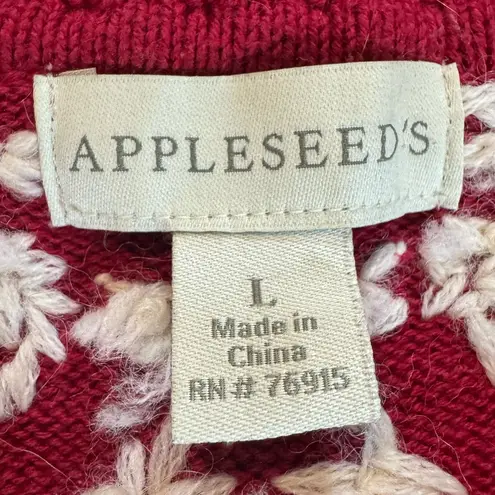 APPLESEED'S
L
Made in
China
RN# 76915